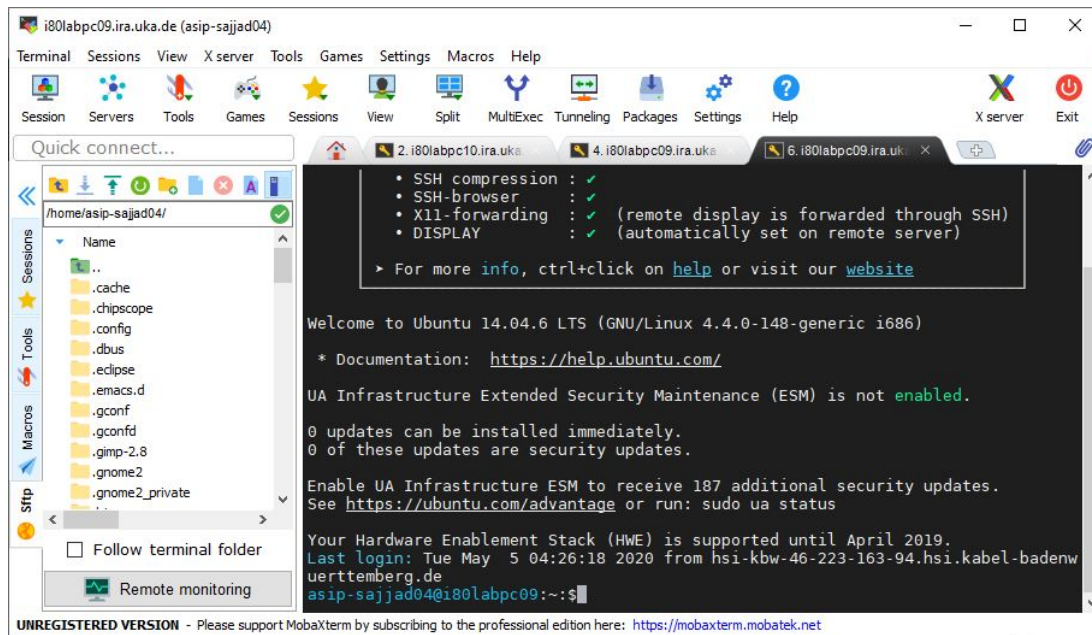 i80labpc09.ira.uka.de (asip-sajjad04)
Terminal Sessions View X server Tools Games Settings Macros Help
Session Servers Tools Games Sessions View Split MultiExec Tunneling Packages Settings Help X server Exit
Quick connect...
2. i80labpc10.ira.uka
4. i80labpc09.ira.uka
6. i80labpc09.ira.uk
Sessions
Tools
Macros
Sftp
/home/asip-sajjad04/
Name
..
.cache
.chipscope
.config
.dbus
.eclipse
.emacs.d
.gconf
.gconfd
.gimp-2.8
.gnome2
.gnome2_private
Follow terminal folder
Remote monitoring
• SSH compression : ✔
• SSH-browser : ✔
• X11-forwarding : ✔ (remote display is forwarded through SSH)
• DISPLAY : ✔ (automatically set on remote server)
➤ For more info, ctrl+click on help or visit our website
Welcome to Ubuntu 14.04.6 LTS (GNU/Linux 4.4.0-148-generic i686)
* Documentation: https://help.ubuntu.com/
UA Infrastructure Extended Security Maintenance (ESM) is not enabled.
0 updates can be installed immediately.
0 of these updates are security updates.
Enable UA Infrastructure ESM to receive 187 additional security updates.
See https://ubuntu.com/advantage or run: sudo ua status
Your Hardware Enablement Stack (HWE) is supported until April 2019.
Last login: Tue May 5 04:26:18 2020 from hsi-kbw-46-223-163-94.hsi.kabel-badenw
uerttemberg.de
asip-sajjad04@i80labpc09:~:$
UNREGISTERED VERSION - Please support MobaXterm by subscribing to the professional edition here: https://mobaxterm.mobatek.net